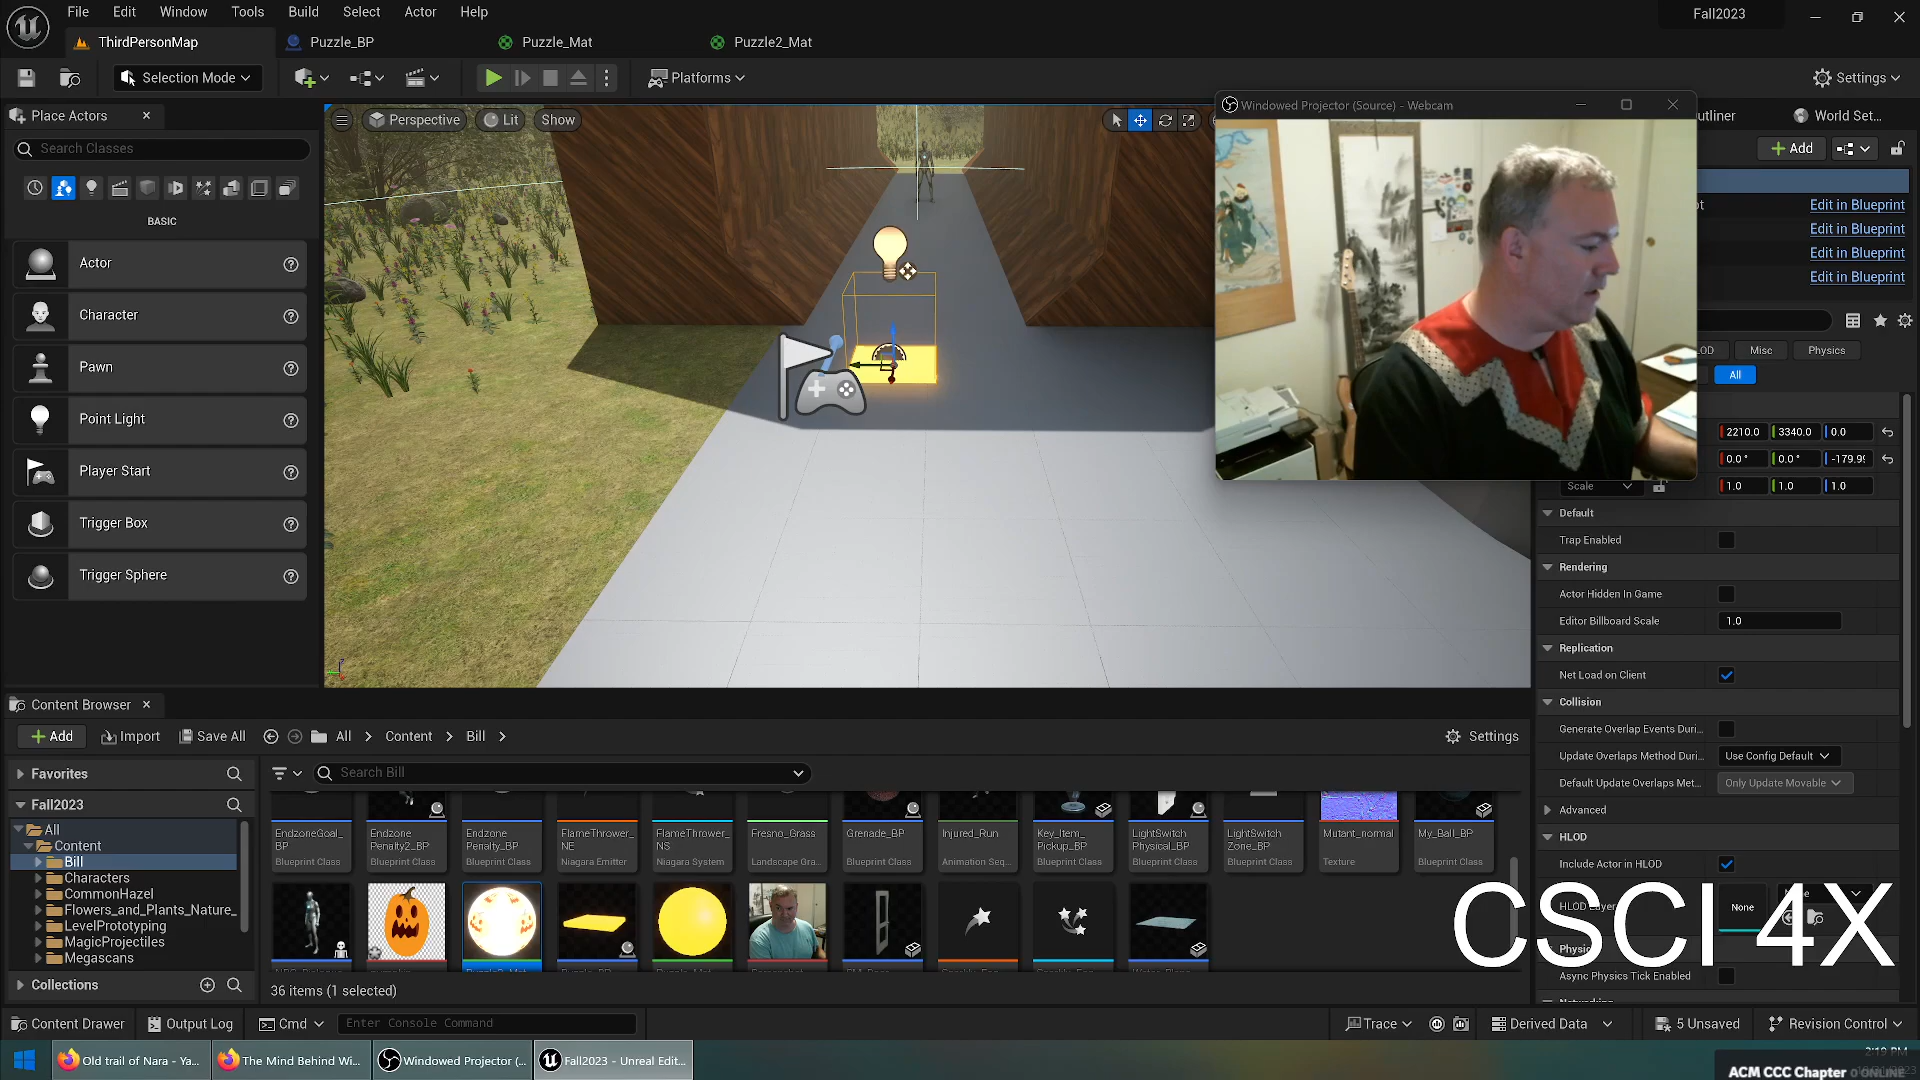 File Edit Window Tools Build Select Actor Help
Fall2023
ThirdPersonMap
Puzzle_BP
Puzzle_Mat
Puzzle2_Mat
Selection Mode
Platforms
Settings
Place Actors
Search Classes
BASIC
Actor
Character
Pawn
Point Light
Player Start
Trigger Box
Trigger Sphere
Perspective
Lit
Show
Windowed Projector (Source) - Webcam
utliner
World Set...
Add
Edit in Blueprint
Edit in Blueprint
Edit in Blueprint
Edit in Blueprint
Misc
Physics
All
2210.0 3340.0 0.0
0.0° 0.0° -179.9
Scale
1.0 1.0 1.0
Default
Trap Enabled
Rendering
Actor Hidden In Game
Editor Billboard Scale
1.0
Replication
Net Load on Client
Collision
Generate Overlap Events Duri...
Update Overlaps Method Duri...
Use Config Default
Default Update Overlaps Met...
Only Update Movable
Advanced
HLOD
Include Actor in HLOD
HLOD Layer
None
CSCI 4X
Async Physics Tick Enabled
Content Browser
Add
Import
Save All
All > Content > Bill >
Settings
Favorites
Search Bill
Fall2023
All
Content
Bill
Characters
CommonHazel
Flowers_and_Plants_Nature_
LevelPrototyping
MagicProjectiles
Megascans
Collections
EndzoneGoal_
BP
Blueprint Class
Endzone
Penalty2_BP
Blueprint Class
Endzone
Penalty_BP
Blueprint Class
FlameThrower_
NE
Niagara Emitter
FlameThrower_
NS
Niagara System
Fresno_Grass
Landscape Gra...
Grenade_BP
Blueprint Class
Injured_Run
Animation Seq...
Key_Item_
Pickup_BP
Blueprint Class
LightSwitch
Physical_BP
Blueprint Class
LightSwitch
Zone_BP
Blueprint Class
Mutant_normal
Texture
My_Ball_BP
Blueprint Class
36 items (1 selected)
Content Drawer
Output Log
Cmd
Enter Console Command
Trace
Derived Data
5 Unsaved
Revision Control
Old trail of Nara - Ya...
The Mind Behind Wi...
Windowed Projector (...
Fall2023 - Unreal Edit...
2:19 PM
ACM CCC Chapter 0 ONLINE